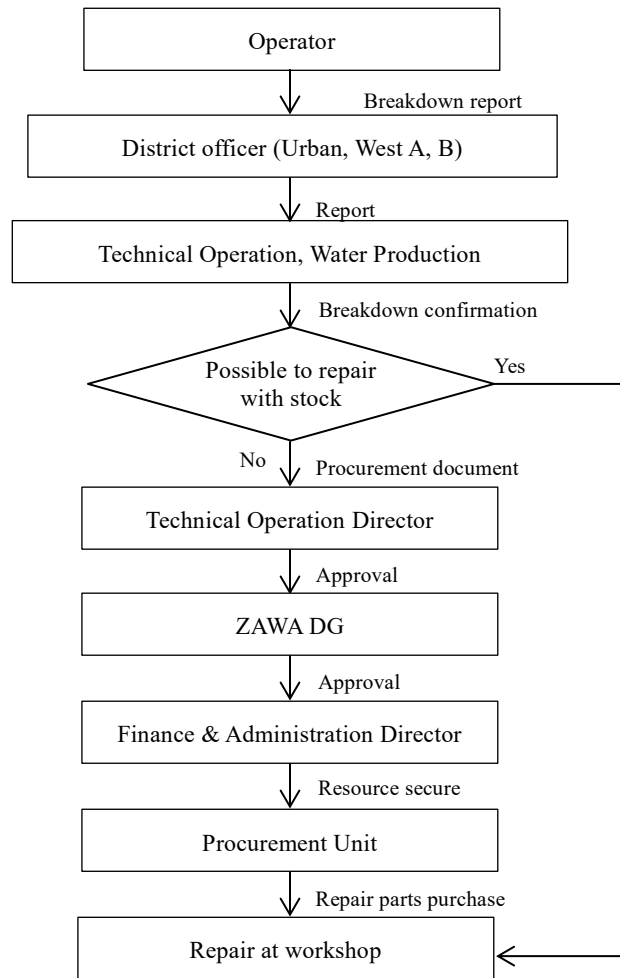 Operator
Breakdown report
District officer (Urban, West A, B)
Report
Technical Operation, Water Production
Breakdown confirmation
Possible to repair
with stock
Yes
No
Procurement document
Technical Operation Director
Approval
ZAWA DG
Approval
Finance & Administration Director
Resource secure
Procurement Unit
Repair parts purchase
Repair at workshop